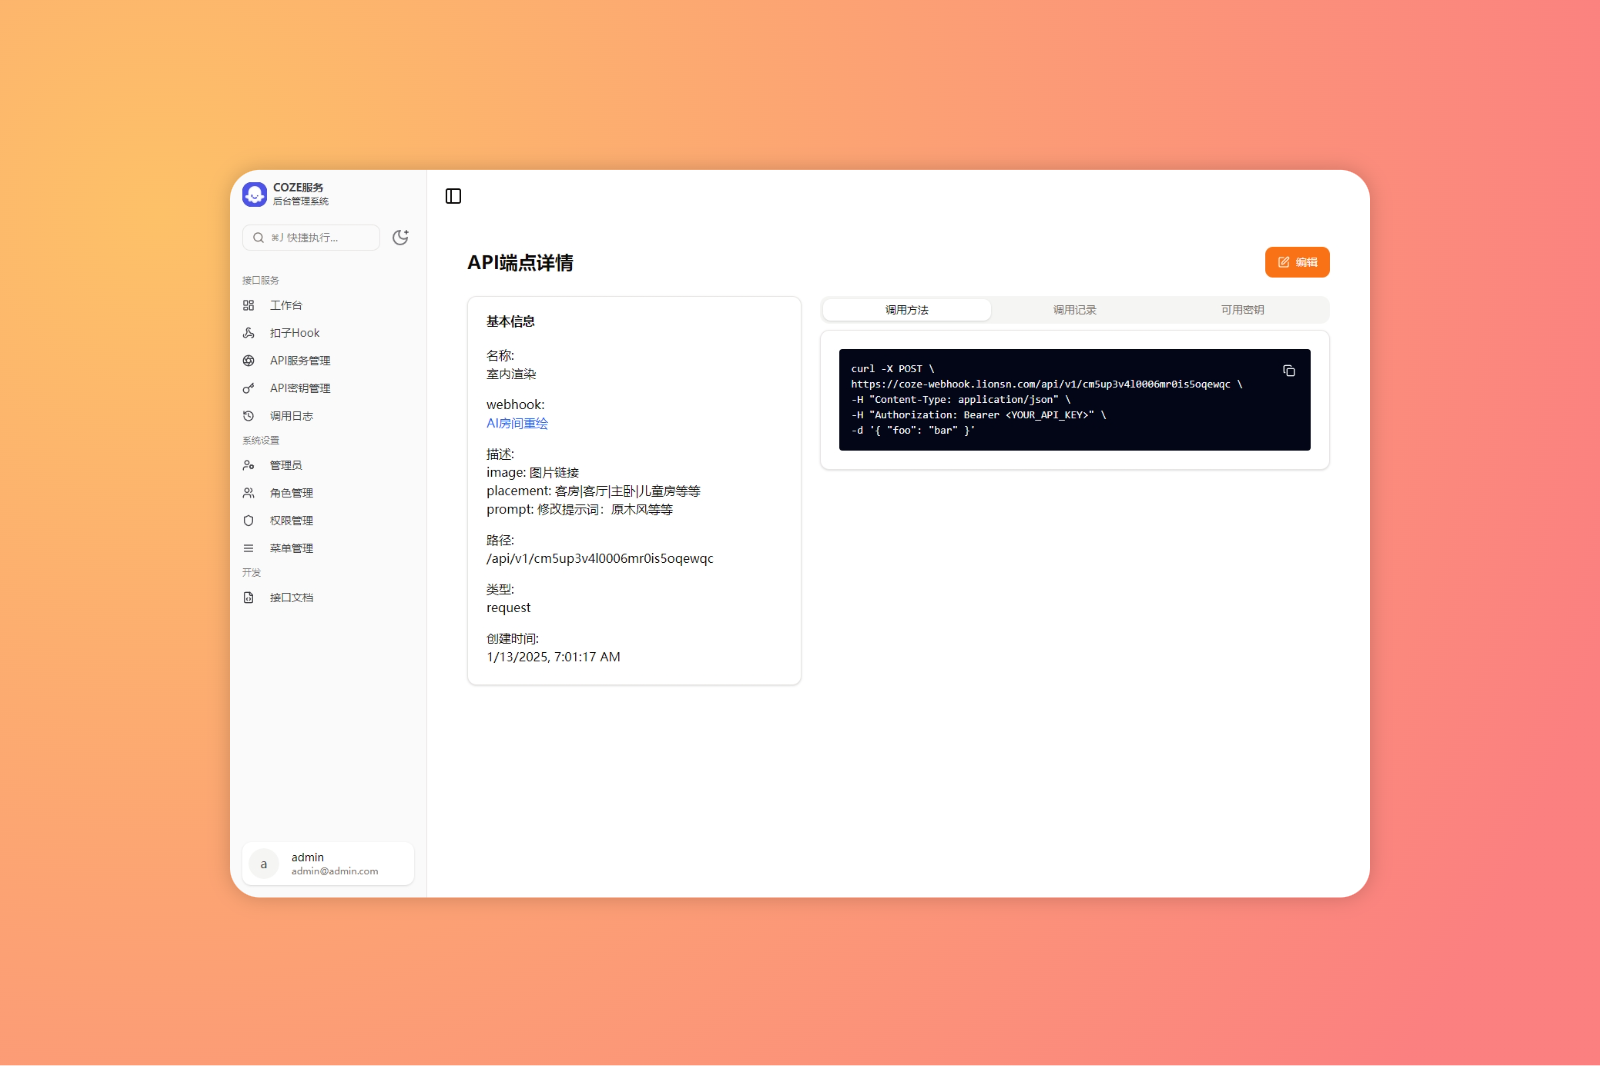 COZE服务
后台管理系统
⌘J 快捷执行...
接口服务
工作台
扣子Hook
API服务管理
API密钥管理
调用日志
系统设置
管理员
角色管理
权限管理
菜单管理
开发
接口文档
a
admin
admin@admin.com
API端点详情
编辑
基本信息
名称:
室内渲染
webhook:
AI房间重绘
描述:
image: 图片链接
placement: 客房|客厅|主卧|儿童房等等
prompt: 修改提示词：原木风等等
路径:
/api/v1/cm5up3v4l0006mr0is5oqewqc
类型:
request
创建时间:
1/13/2025, 7:01:17 AM
调用方法
调用记录
可用密钥
curl -X POST \
https://coze-webhook.lionsn.com/api/v1/cm5up3v4l0006mr0is5oqewqc \
-H "Content-Type: application/json" \
-H "Authorization: Bearer <YOUR_API_KEY>" \
-d '{ "foo": "bar" }'